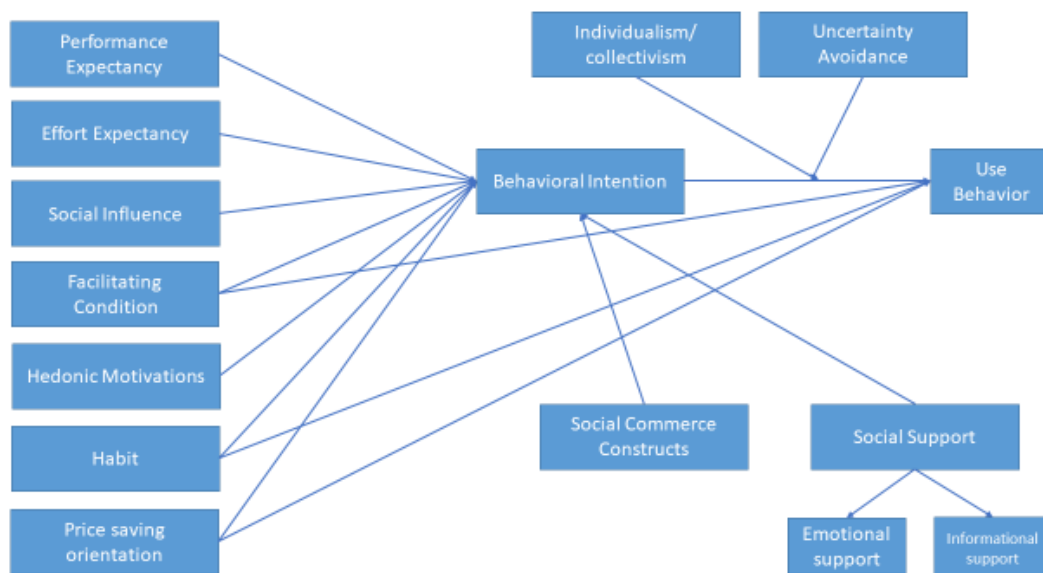 Performance
Expectancy
Individualism/
collectivism
Uncertainty
Avoidance
Effort Expectancy
Behavioral Intention
Use
Behavior
Social Influence
Facilitating
Condition
Hedonic Motivations
Habit
Social Commerce
Constructs
Social Support
Price saving
orientation
Emotional
support
Informational
support